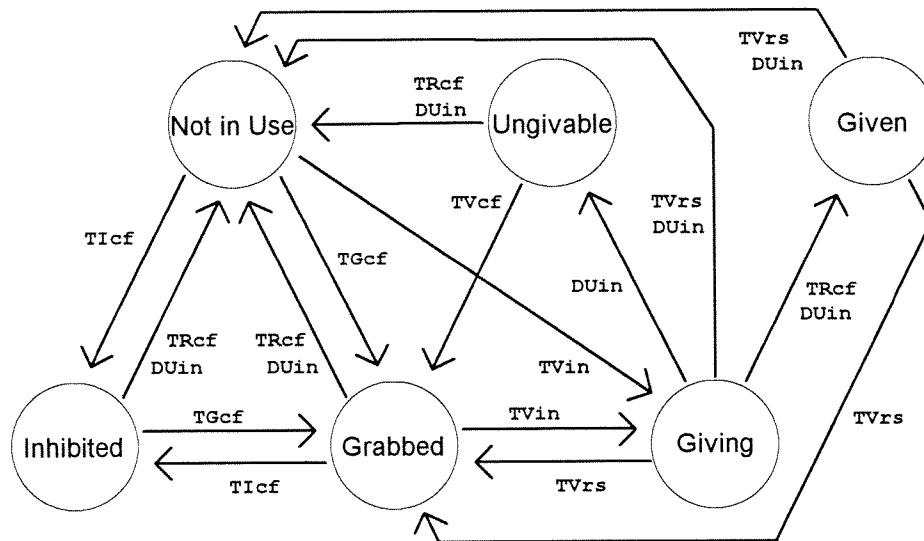 TVrs
DUin
TRcf
DUin
Not in Use
Ungivable
Given
TIcf
TGcf
TVcf
TVrs
DUin
DUin
TRcf
DUin
TRcf
DUin
TRcf
DUin
TVin
TGcf
TVin
TVrs
Inhibited
Grabbed
Giving
TIcf
TVrs